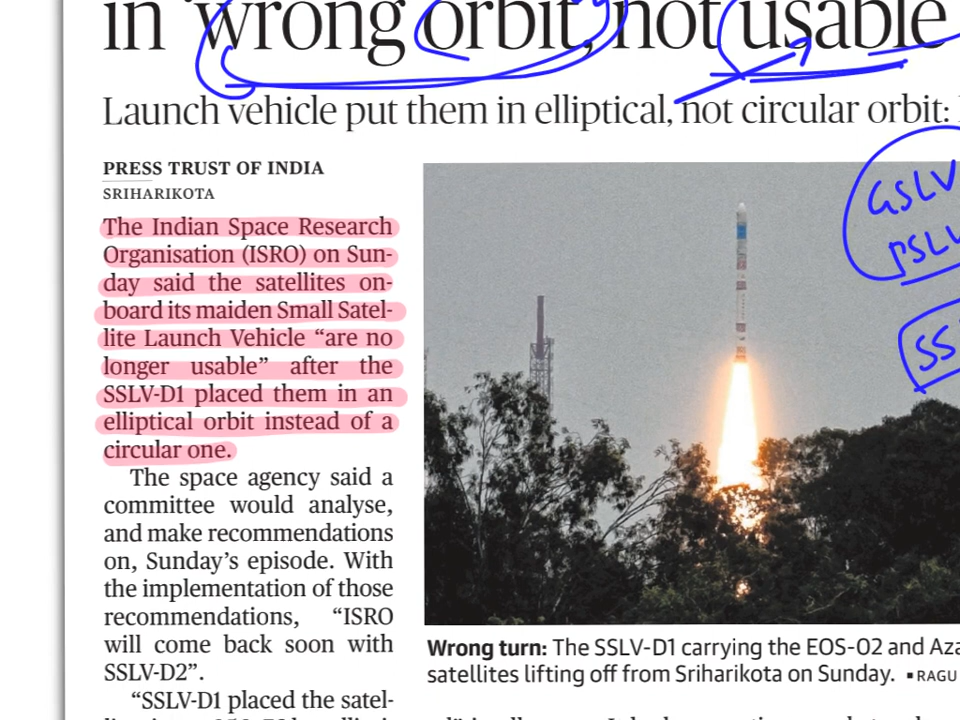 in 'wrong orbit, not usable
Launch vehicle put them in elliptical, not circular orbit:
PRESS TRUST OF INDIA
SRIHARIKOTA
The Indian Space Research
Organisation (ISRO) on Sun-
day said the satellites on-
board its maiden Small Satel-
lite Launch Vehicle “are no
longer usable” after the
SSLV-D1 placed them in an
elliptical orbit instead of a
circular one.
The space agency said a
committee would analyse,
and make recommendations
on, Sunday’s episode. With
the implementation of those
recommendations, “ISRO
will come back soon with
SSLV-D2”.
“SSLV-D1 placed the satel-
GSLV
PSLV
SS
Wrong turn: The SSLV-D1 carrying the EOS-02 and Aza
satellites lifting off from Sriharikota on Sunday. ▪RAGU